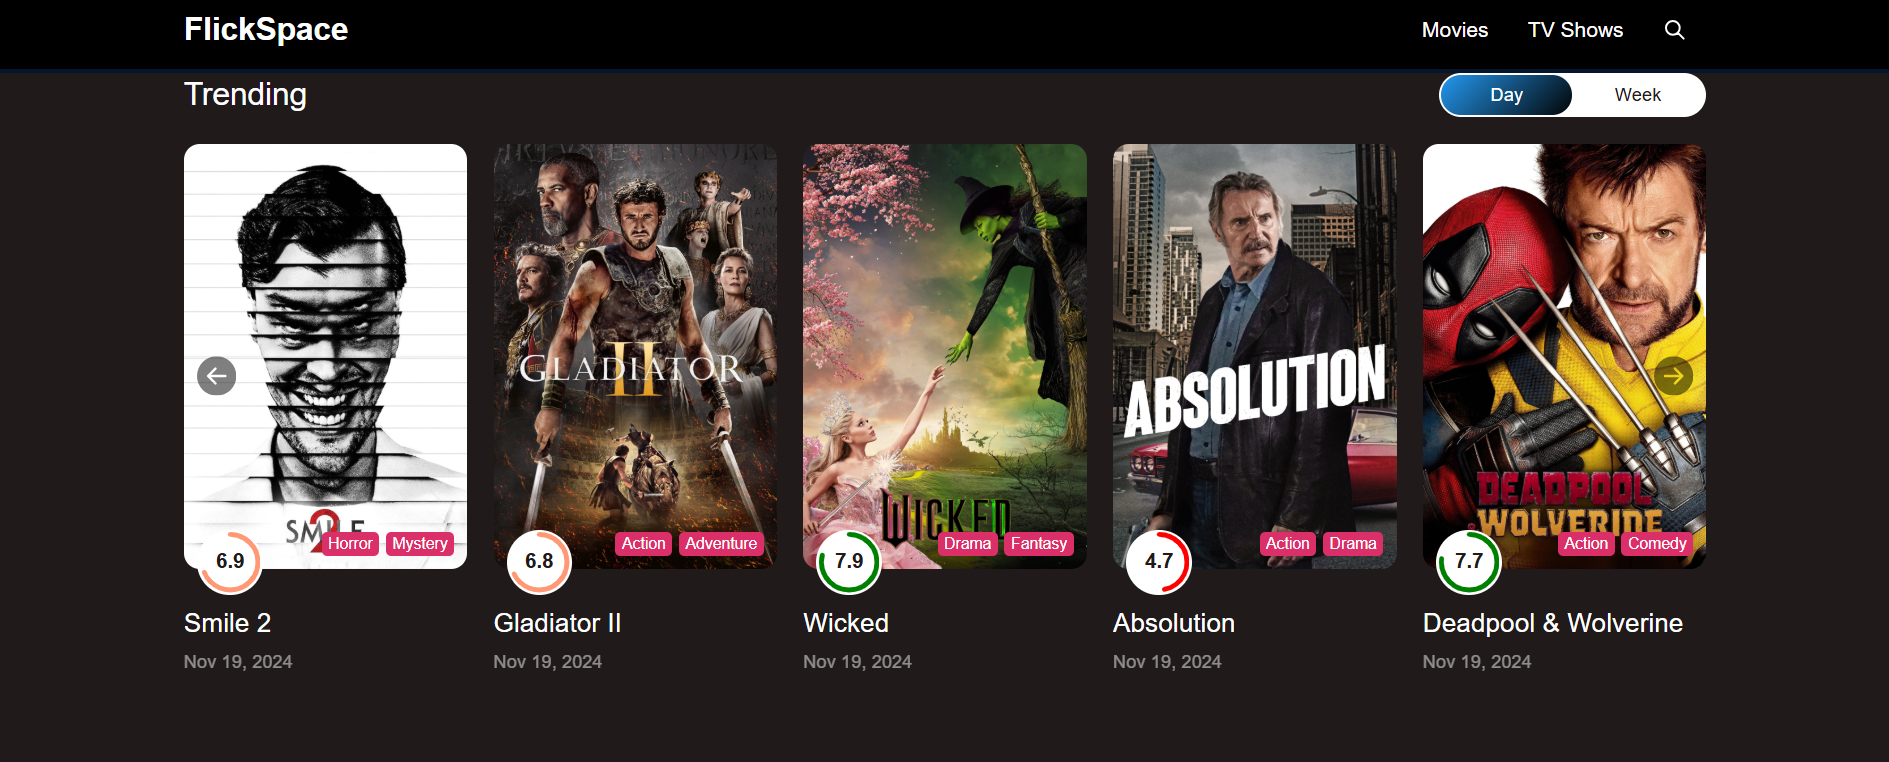 FlickSpace
Movies
TV Shows
Trending
Day
Week
SMILE
2
Horror
Mystery
6.9
Smile 2
Nov 19, 2024
GLADIATOR
II
Action
Adventure
6.8
Gladiator II
Nov 19, 2024
WICKED
Drama
Fantasy
7.9
Wicked
Nov 19, 2024
ABSOLUTION
Action
Drama
4.7
Absolution
Nov 19, 2024
DEADPOOL
WOLVERINE
Action
Comedy
7.7
Deadpool & Wolverine
Nov 19, 2024